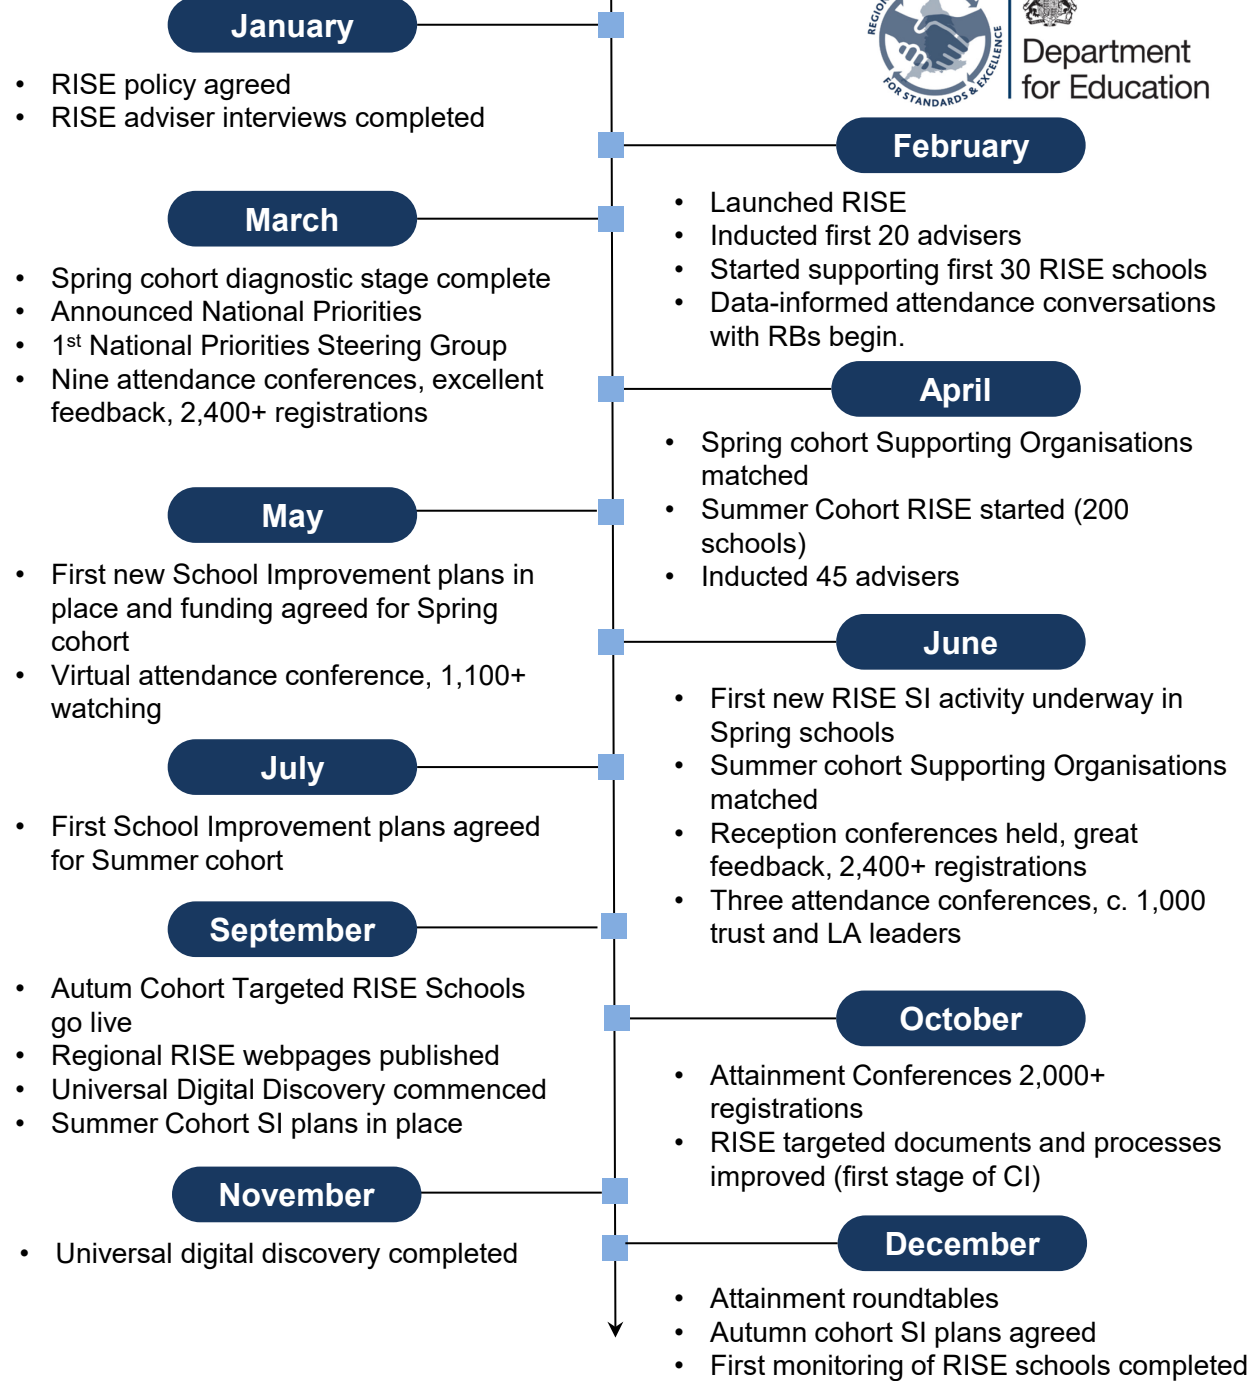 January
• RISE policy agreed
• RISE adviser interviews completed
FOR STANDARDS & EXCELLENCE
Department
for Education
February
• Launched RISE
• Inducted first 20 advisers
• Started supporting first 30 RISE schools
• Data-informed attendance conversations
with RBs begin.
March
• Spring cohort diagnostic stage complete
• Announced National Priorities
• 1st National Priorities Steering Group
• Nine attendance conferences, excellent
feedback, 2,400+ registrations
April
• Spring cohort Supporting Organisations
matched
• Summer Cohort RISE started (200
schools)
• Inducted 45 advisers
May
• First new School Improvement plans in
place and funding agreed for Spring
cohort
• Virtual attendance conference, 1,100+
watching
June
• First new RISE SI activity underway in
Spring schools
• Summer cohort Supporting Organisations
matched
• Reception conferences held, great
feedback, 2,400+ registrations
• Three attendance conferences, c. 1,000
trust and LA leaders
July
• First School Improvement plans agreed
for Summer cohort
September
• Autum Cohort Targeted RISE Schools
go live
• Regional RISE webpages published
• Universal Digital Discovery commenced
• Summer Cohort SI plans in place
October
• Attainment Conferences 2,000+
registrations
• RISE targeted documents and processes
improved (first stage of CI)
November
• Universal digital discovery completed
December
• Attainment roundtables
• Autumn cohort SI plans agreed
• First monitoring of RISE schools completed